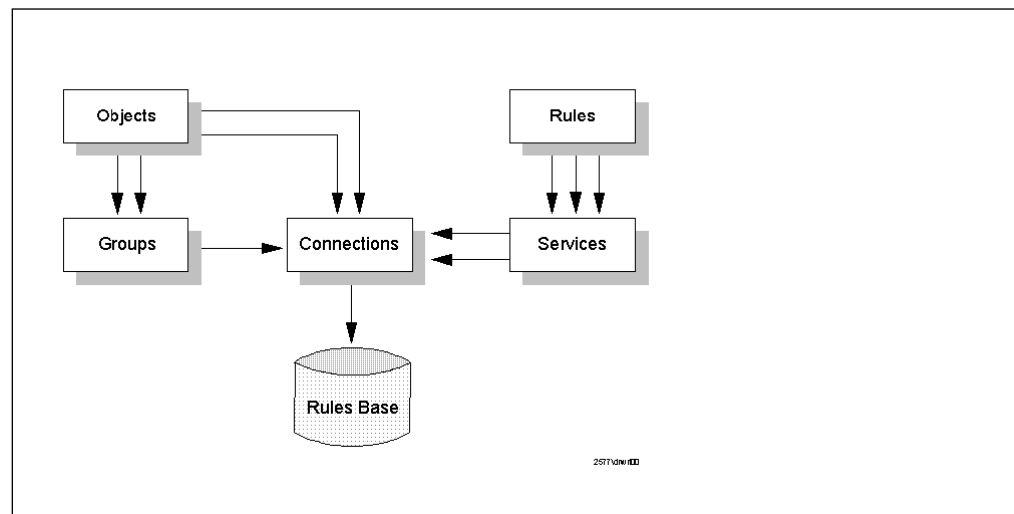 Objects
Rules
Groups
Connections
Services
Rules Base